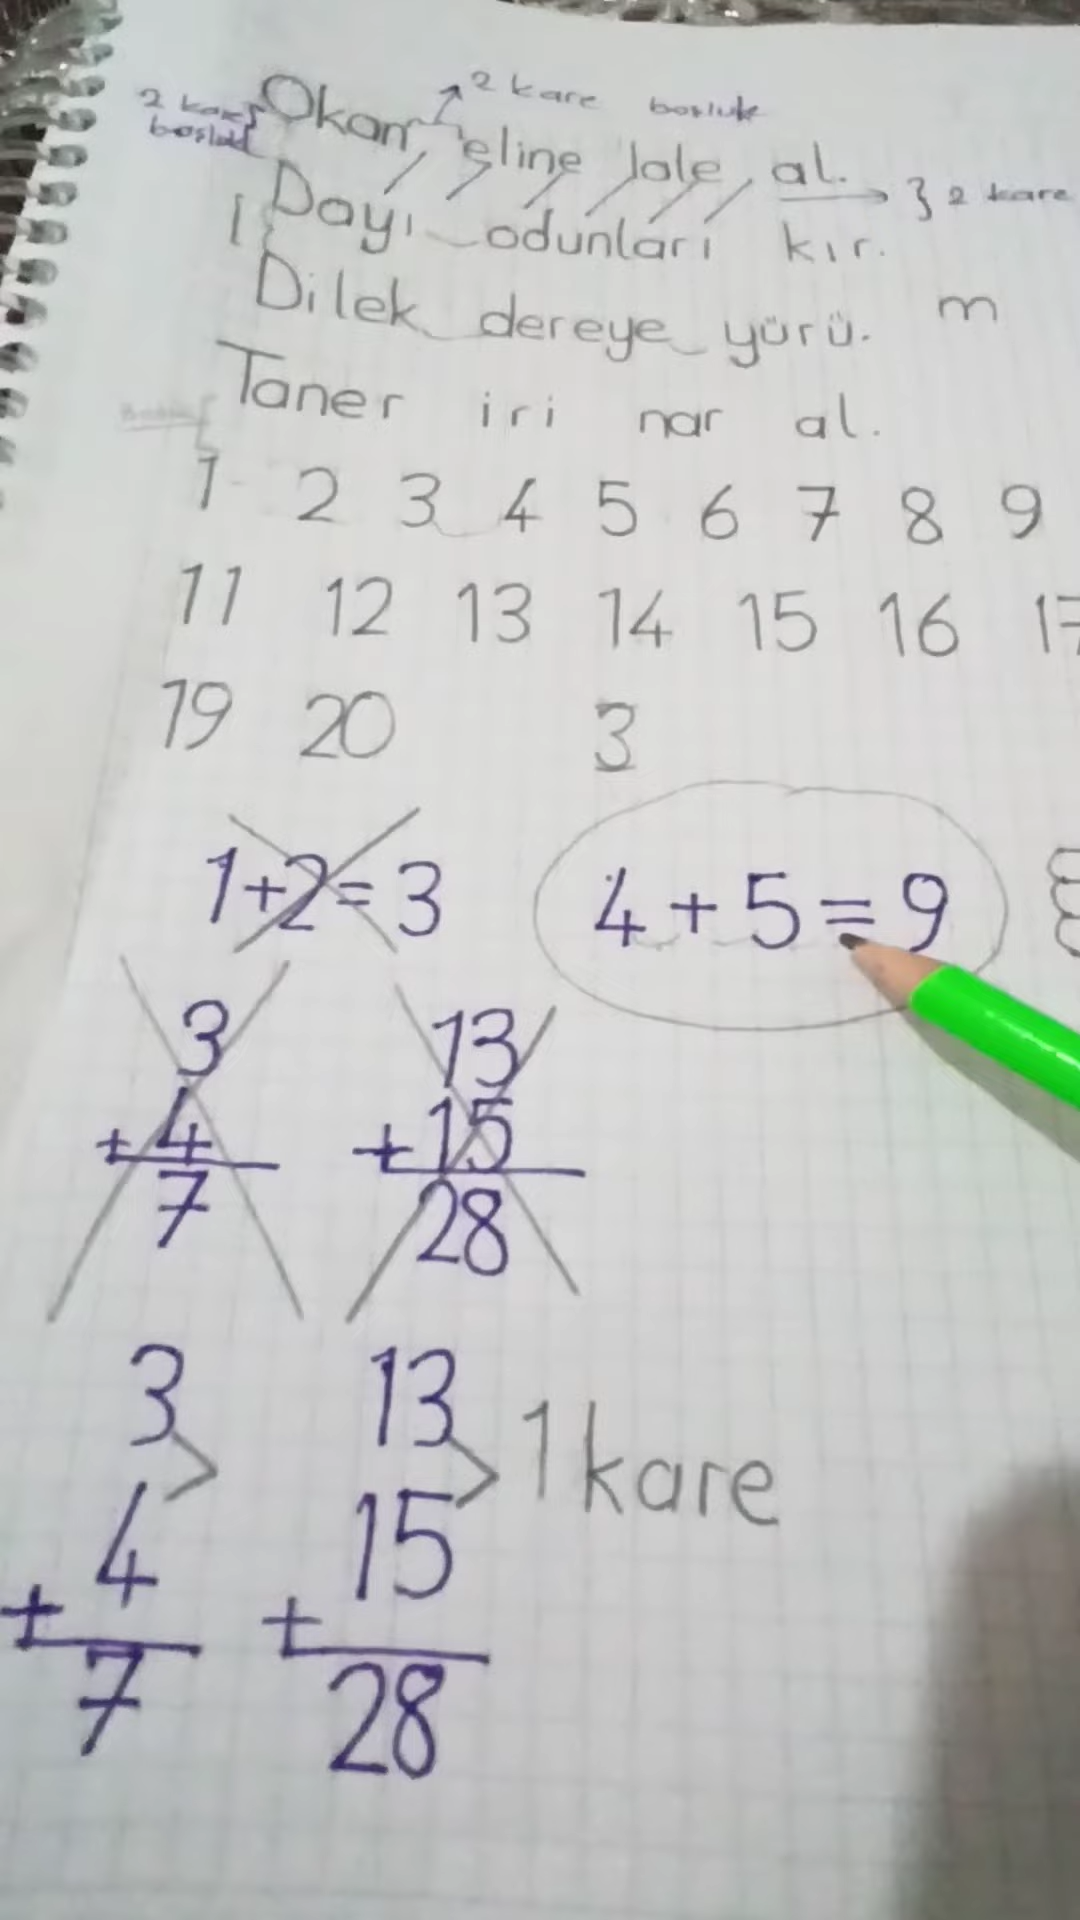 2 kare boşluk
2 kare boşluk
Okan eline lale al.
2 kare
Dayı odunları kır.
Dilek dereye yürü. m
Taner iri nar al.
1 2 3 4 5 6 7 8 9
11 12 13 14 15 16 17
19 20 3
1+2=3 4+5=9
3 13
+4 +15
7 28
3 13
1 kare
4 15
+ +
7 28